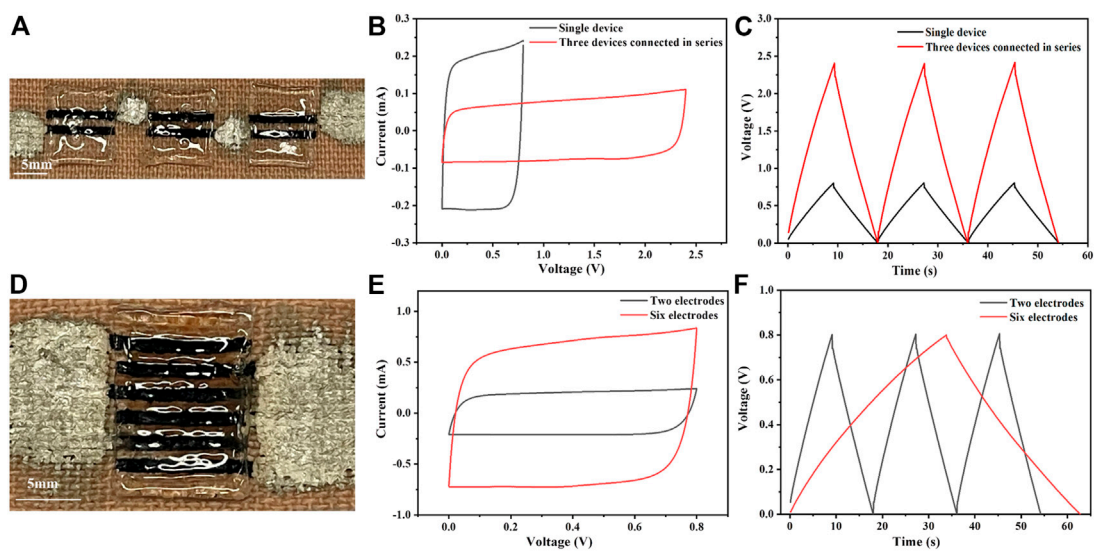 A
5mm
B
Single device
Three devices connected in series
0.3
0.2
0.1
0.0
-0.1
-0.2
-0.3
Current (mA)
0.0 0.5 1.0 1.5 2.0 2.5
Voltage (V)
C
Single device
Three devices connected in series
3.0
2.5
2.0
1.5
1.0
0.5
0.0
Voltage (V)
0 10 20 30 40 50 60
Time (s)
D
5mm
E
Two electrodes
Six electrodes
1.0
0.5
0.0
-0.5
-1.0
Current (mA)
0.0 0.2 0.4 0.6 0.8
Voltage (V)
F
Two electrodes
Six electrodes
1.0
0.8
0.6
0.4
0.2
0.0
Voltage (V)
0 10 20 30 40 50 60
Time (s)